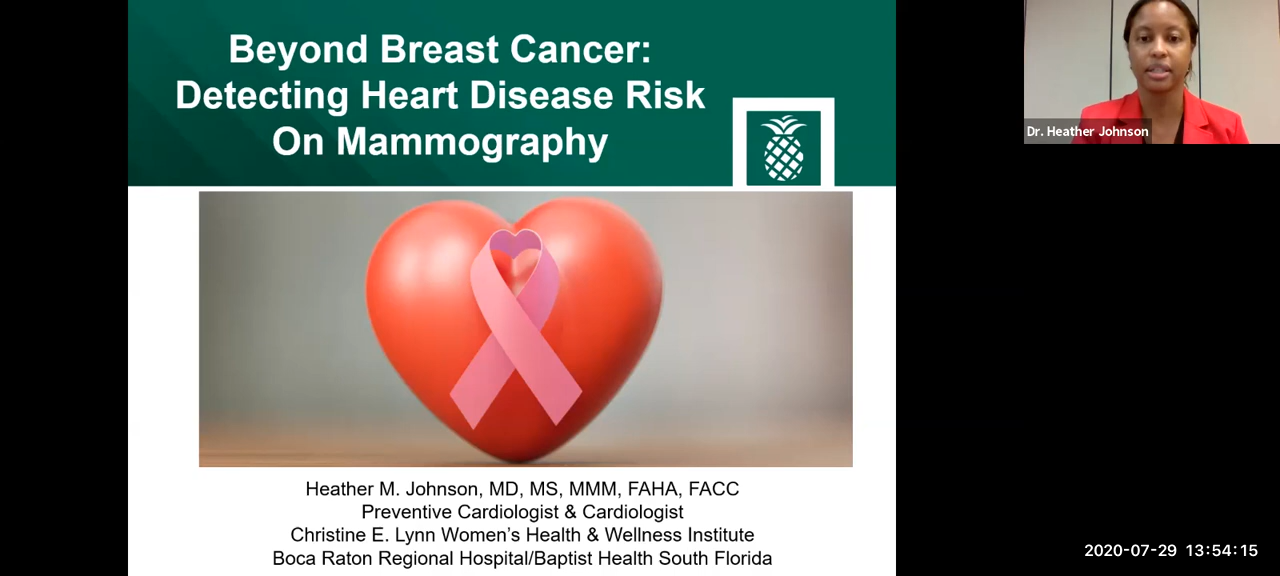 Beyond Breast Cancer:
Detecting Heart Disease Risk
On Mammography
Dr. Heather Johnson
Heather M. Johnson, MD, MS, MMM, FAHA, FACC
Preventive Cardiologist & Cardiologist
Christine E. Lynn Women’s Health & Wellness Institute
Boca Raton Regional Hospital/Baptist Health South Florida
2020-07-29 13:54:15